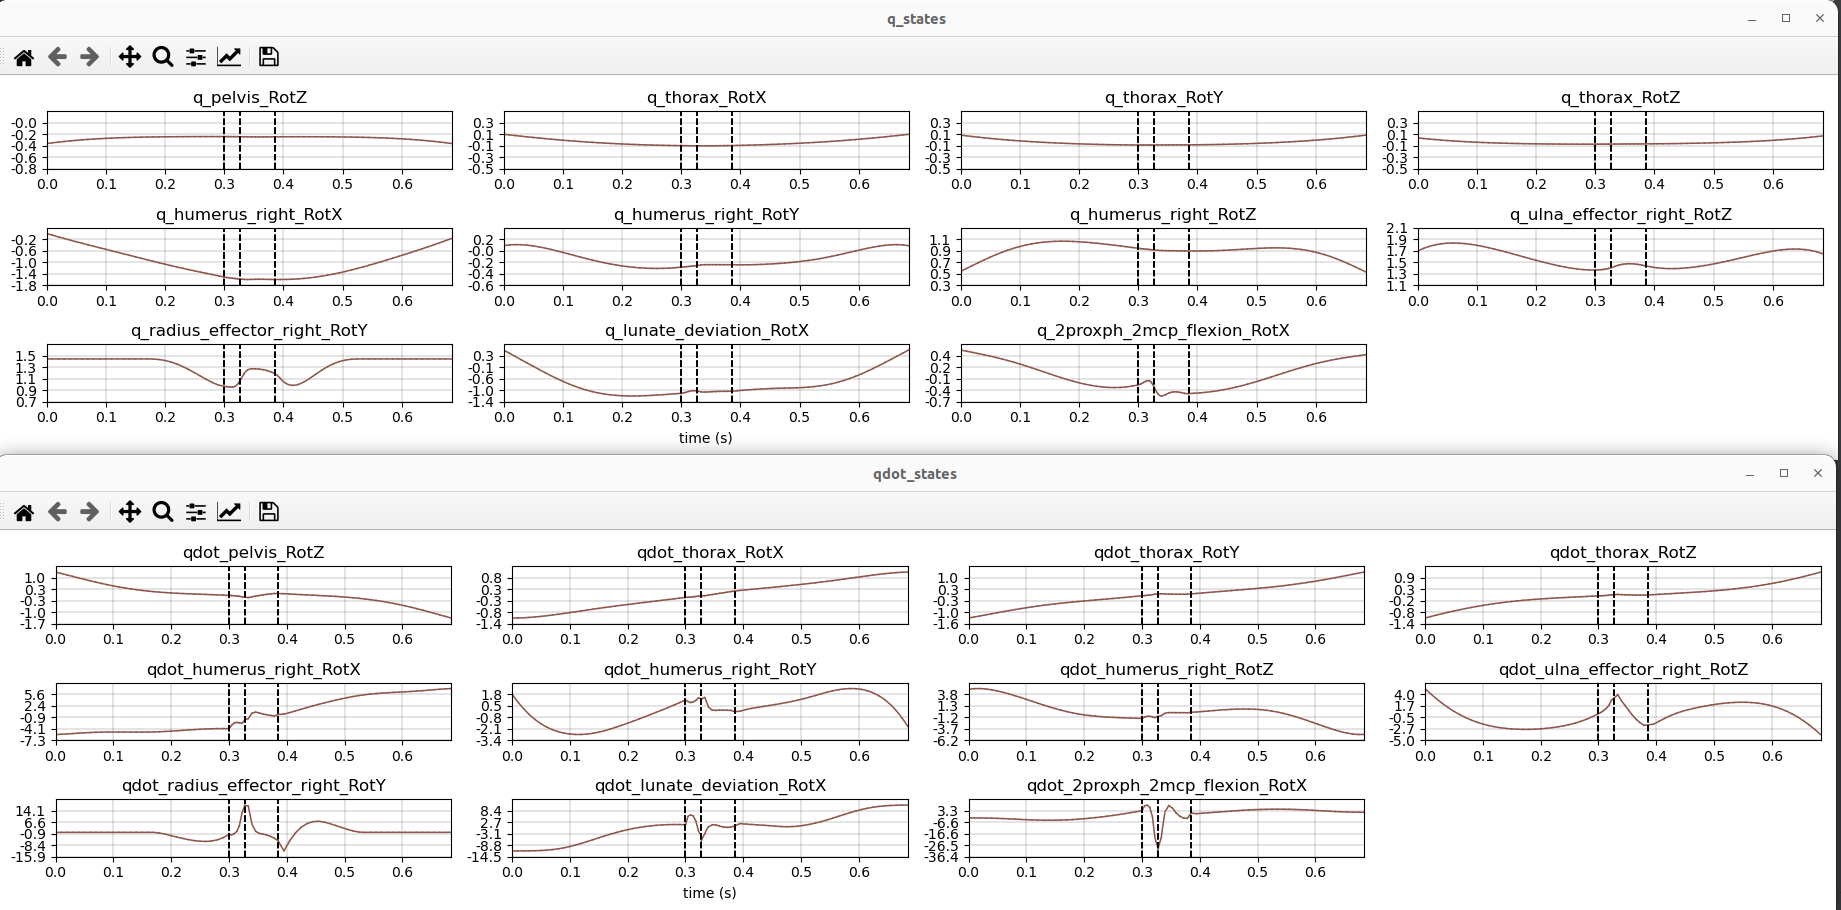 q_states
q_pelvis_RotZ q_thorax_RotX q_thorax_RotY q_thorax_RotZ
-0.0 0.3 0.3 0.3
-0.2 0.1 0.1 0.1
-0.4 -0.1 -0.1 -0.1
-0.6 -0.3 -0.3 -0.3
-0.8 -0.5 -0.5 -0.5
0.0 0.1 0.2 0.3 0.4 0.5 0.6 0.0 0.1 0.2 0.3 0.4 0.5 0.6 0.0 0.1 0.2 0.3 0.4 0.5 0.6 0.0 0.1 0.2 0.3 0.4 0.5 0.6
q_humerus_right_RotX q_humerus_right_RotY q_humerus_right_RotZ q_ulna_effector_right_RotZ
2.1
-0.2 0.2 1.1 1.9
-0.6 -0.0 0.9 1.7
-1.0 -0.2 0.7 1.5
-1.4 -0.4 0.5 1.3
-1.8 -0.6 0.3 1.1
0.0 0.1 0.2 0.3 0.4 0.5 0.6 0.0 0.1 0.2 0.3 0.4 0.5 0.6 0.0 0.1 0.2 0.3 0.4 0.5 0.6 0.0 0.1 0.2 0.3 0.4 0.5 0.6
q_radius_effector_right_RotY q_lunate_deviation_RotX q_2proxph_2mcp_flexion_RotX
1.5 0.3 0.4
1.3 -0.1 0.2
1.1 -0.6 -0.1
0.9 -1.0 -0.4
0.7 -1.4 -0.7
0.0 0.1 0.2 0.3 0.4 0.5 0.6 0.0 0.1 0.2 0.3 0.4 0.5 0.6 0.0 0.1 0.2 0.3 0.4 0.5 0.6
time (s)
qdot_states
qdot_pelvis_RotZ qdot_thorax_RotX qdot_thorax_RotY qdot_thorax_RotZ
1.0 0.8 1.0 0.9
0.3 0.3 0.3 0.3
-0.3 -0.3 -0.3 -0.2
-1.0 -0.8 -1.0 -0.8
-1.7 -1.4 -1.6 -1.4
0.0 0.1 0.2 0.3 0.4 0.5 0.6 0.0 0.1 0.2 0.3 0.4 0.5 0.6 0.0 0.1 0.2 0.3 0.4 0.5 0.6 0.0 0.1 0.2 0.3 0.4 0.5 0.6
qdot_humerus_right_RotX qdot_humerus_right_RotY qdot_humerus_right_RotZ qdot_ulna_effector_right_RotZ
5.6 1.8 3.8 4.0
2.4 0.5 1.3 1.7
-0.9 -0.8 -1.2 -0.5
-4.1 -2.1 -3.7 -2.7
-7.3 -3.4 -6.2 -5.0
0.0 0.1 0.2 0.3 0.4 0.5 0.6 0.0 0.1 0.2 0.3 0.4 0.5 0.6 0.0 0.1 0.2 0.3 0.4 0.5 0.6 0.0 0.1 0.2 0.3 0.4 0.5 0.6
qdot_radius_effector_right_RotY qdot_lunate_deviation_RotX qdot_2proxph_2mcp_flexion_RotX
14.1 8.4 3.3
6.6 2.7 -6.6
-0.9 -3.1 -16.6
-8.4 -8.8 -26.5
-15.9 -14.5 -36.4
0.0 0.1 0.2 0.3 0.4 0.5 0.6 0.0 0.1 0.2 0.3 0.4 0.5 0.6 0.0 0.1 0.2 0.3 0.4 0.5 0.6
time (s)